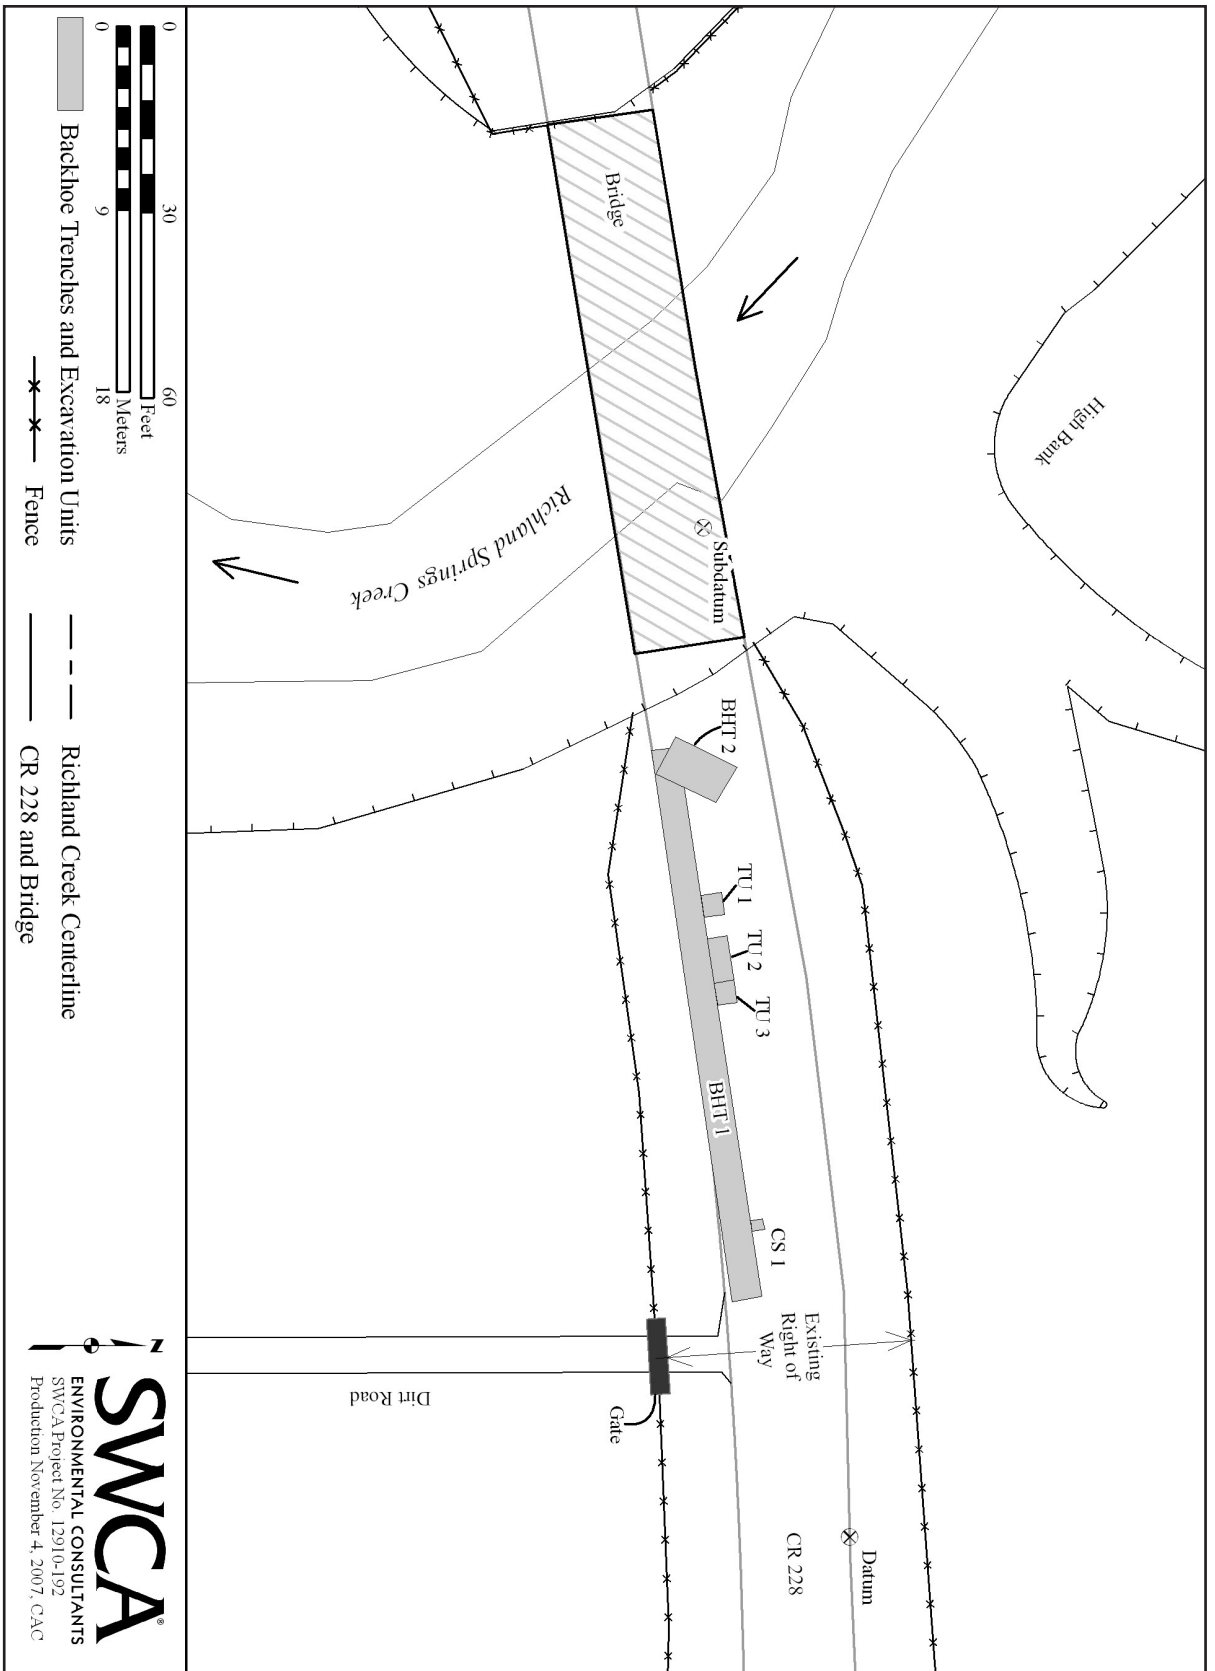 High Bank
Bridge
Subdatum
Richland Springs Creek
BHT 2
TU 1
TU 2
TU 3
BHT 1
CS 1
Existing
Right of
Way
Gate
Dirt Road
Datum
CR 228
0 30 60
Feet
Meters
0 9 18
Backhoe Trenches and Excavation Units
Fence
Richland Creek Centerline
CR 228 and Bridge
N
SWCA®
ENVIRONMENTAL CONSULTANTS
SWCA Project No. 12910-192
Production November 4, 2007, CAC